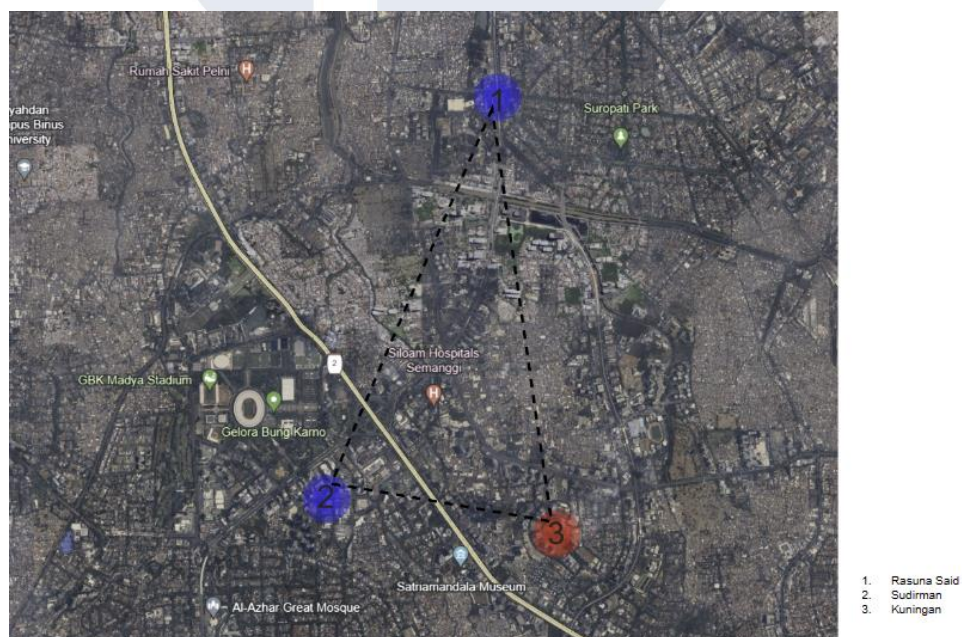 Rumah Sakit Pelni
1
Suropati Park
yahdan
pus Binus
niversity
2
Siloam Hospitals
Semanggi
GBK Madya Stadium
Gelora Bung Karno
2
3
Satriamandala Museum
Al-Azhar Great Mosque
1. Rasuna Said
2. Sudirman
3. Kuningan